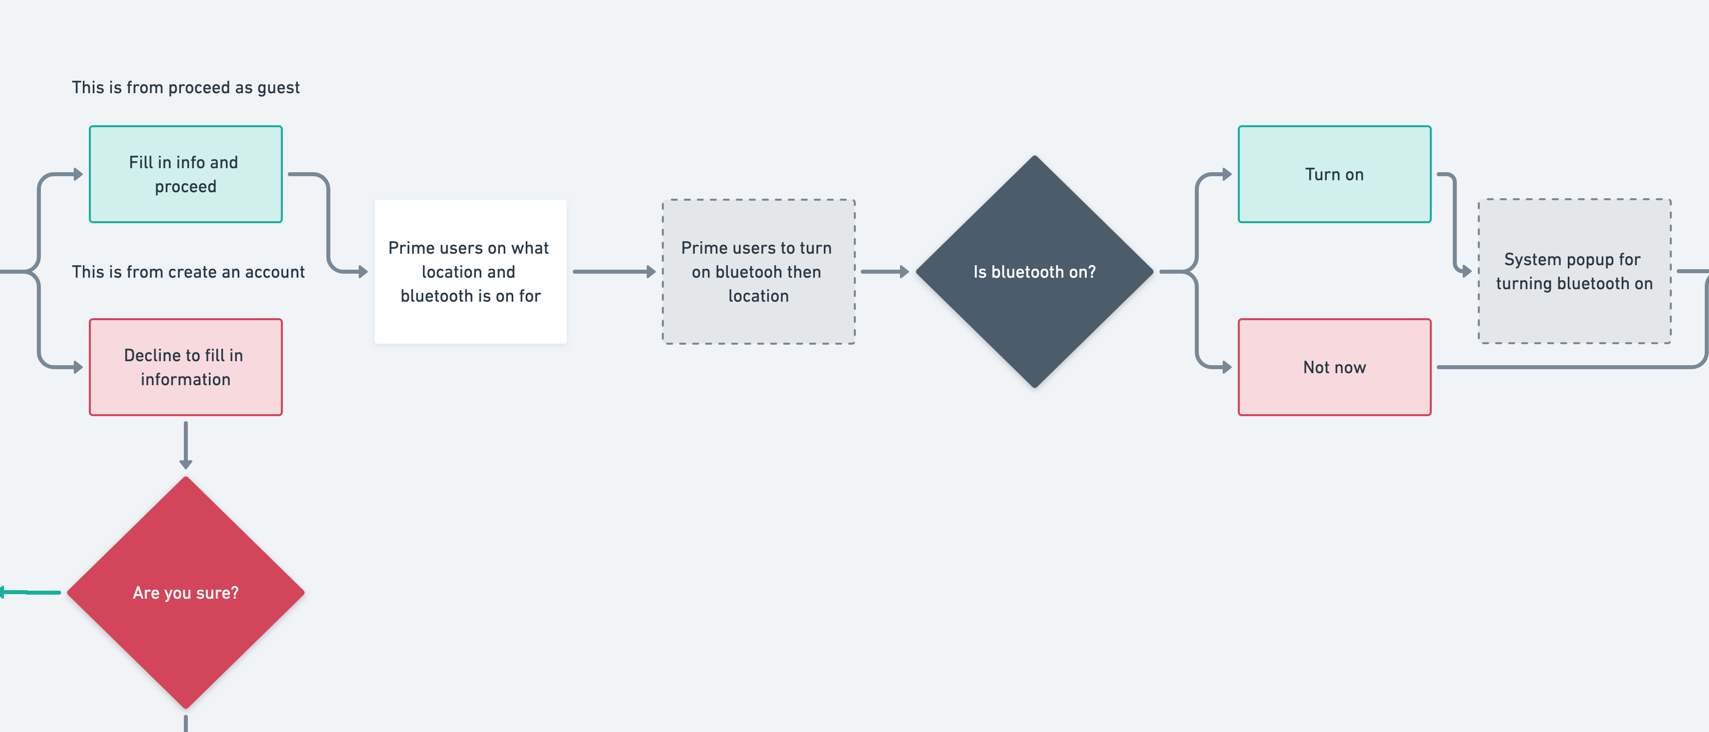 This is from proceed as guest
Fill in info and
proceed
This is from create an account
Decline to fill in
information
Are you sure?
Prime users on what
location and
bluetooth is on for
Prime users to turn
on bluetooh then
location
Is bluetooth on?
Turn on
Not now
System popup for
turning bluetooth on